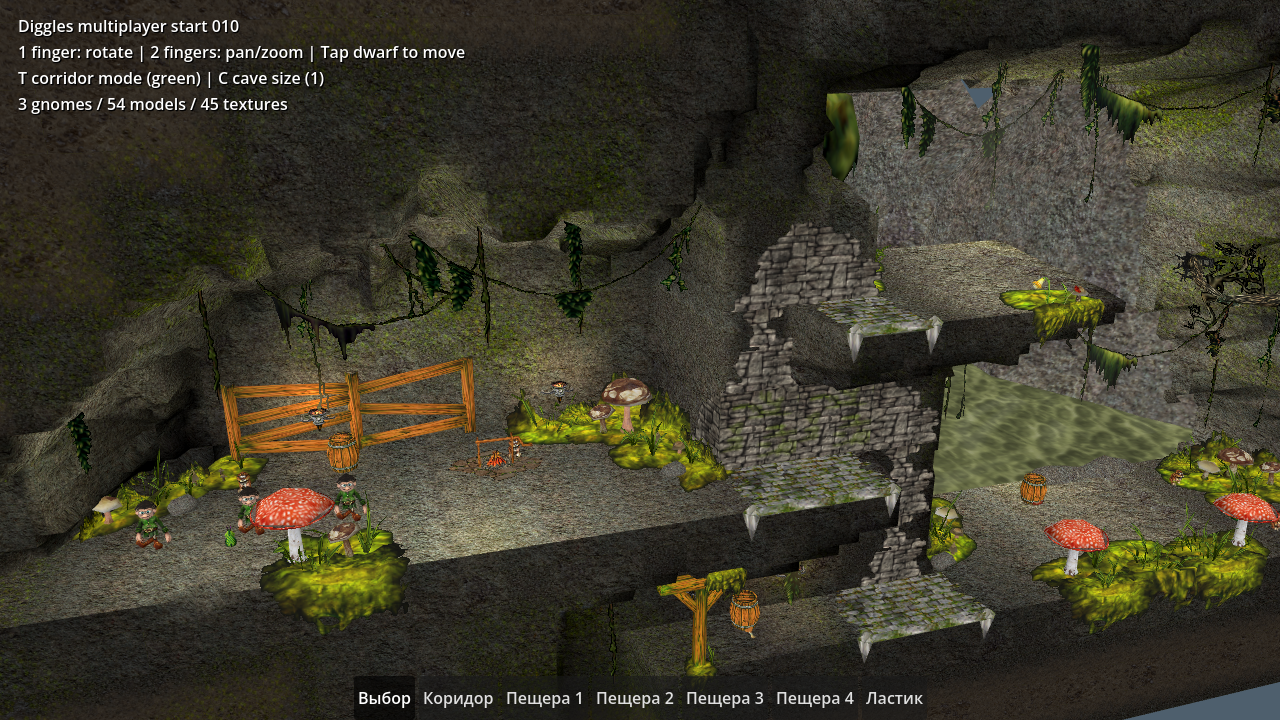 Diggles multiplayer start 010
1 finger: rotate | 2 fingers: pan/zoom | Tap dwarf to move
T corridor mode (green) | C cave size (1)
3 gnomes / 54 models / 45 textures
Выбор Коридор Пещера 1 Пещера 2 Пещера 3 Пещера 4 Ластик